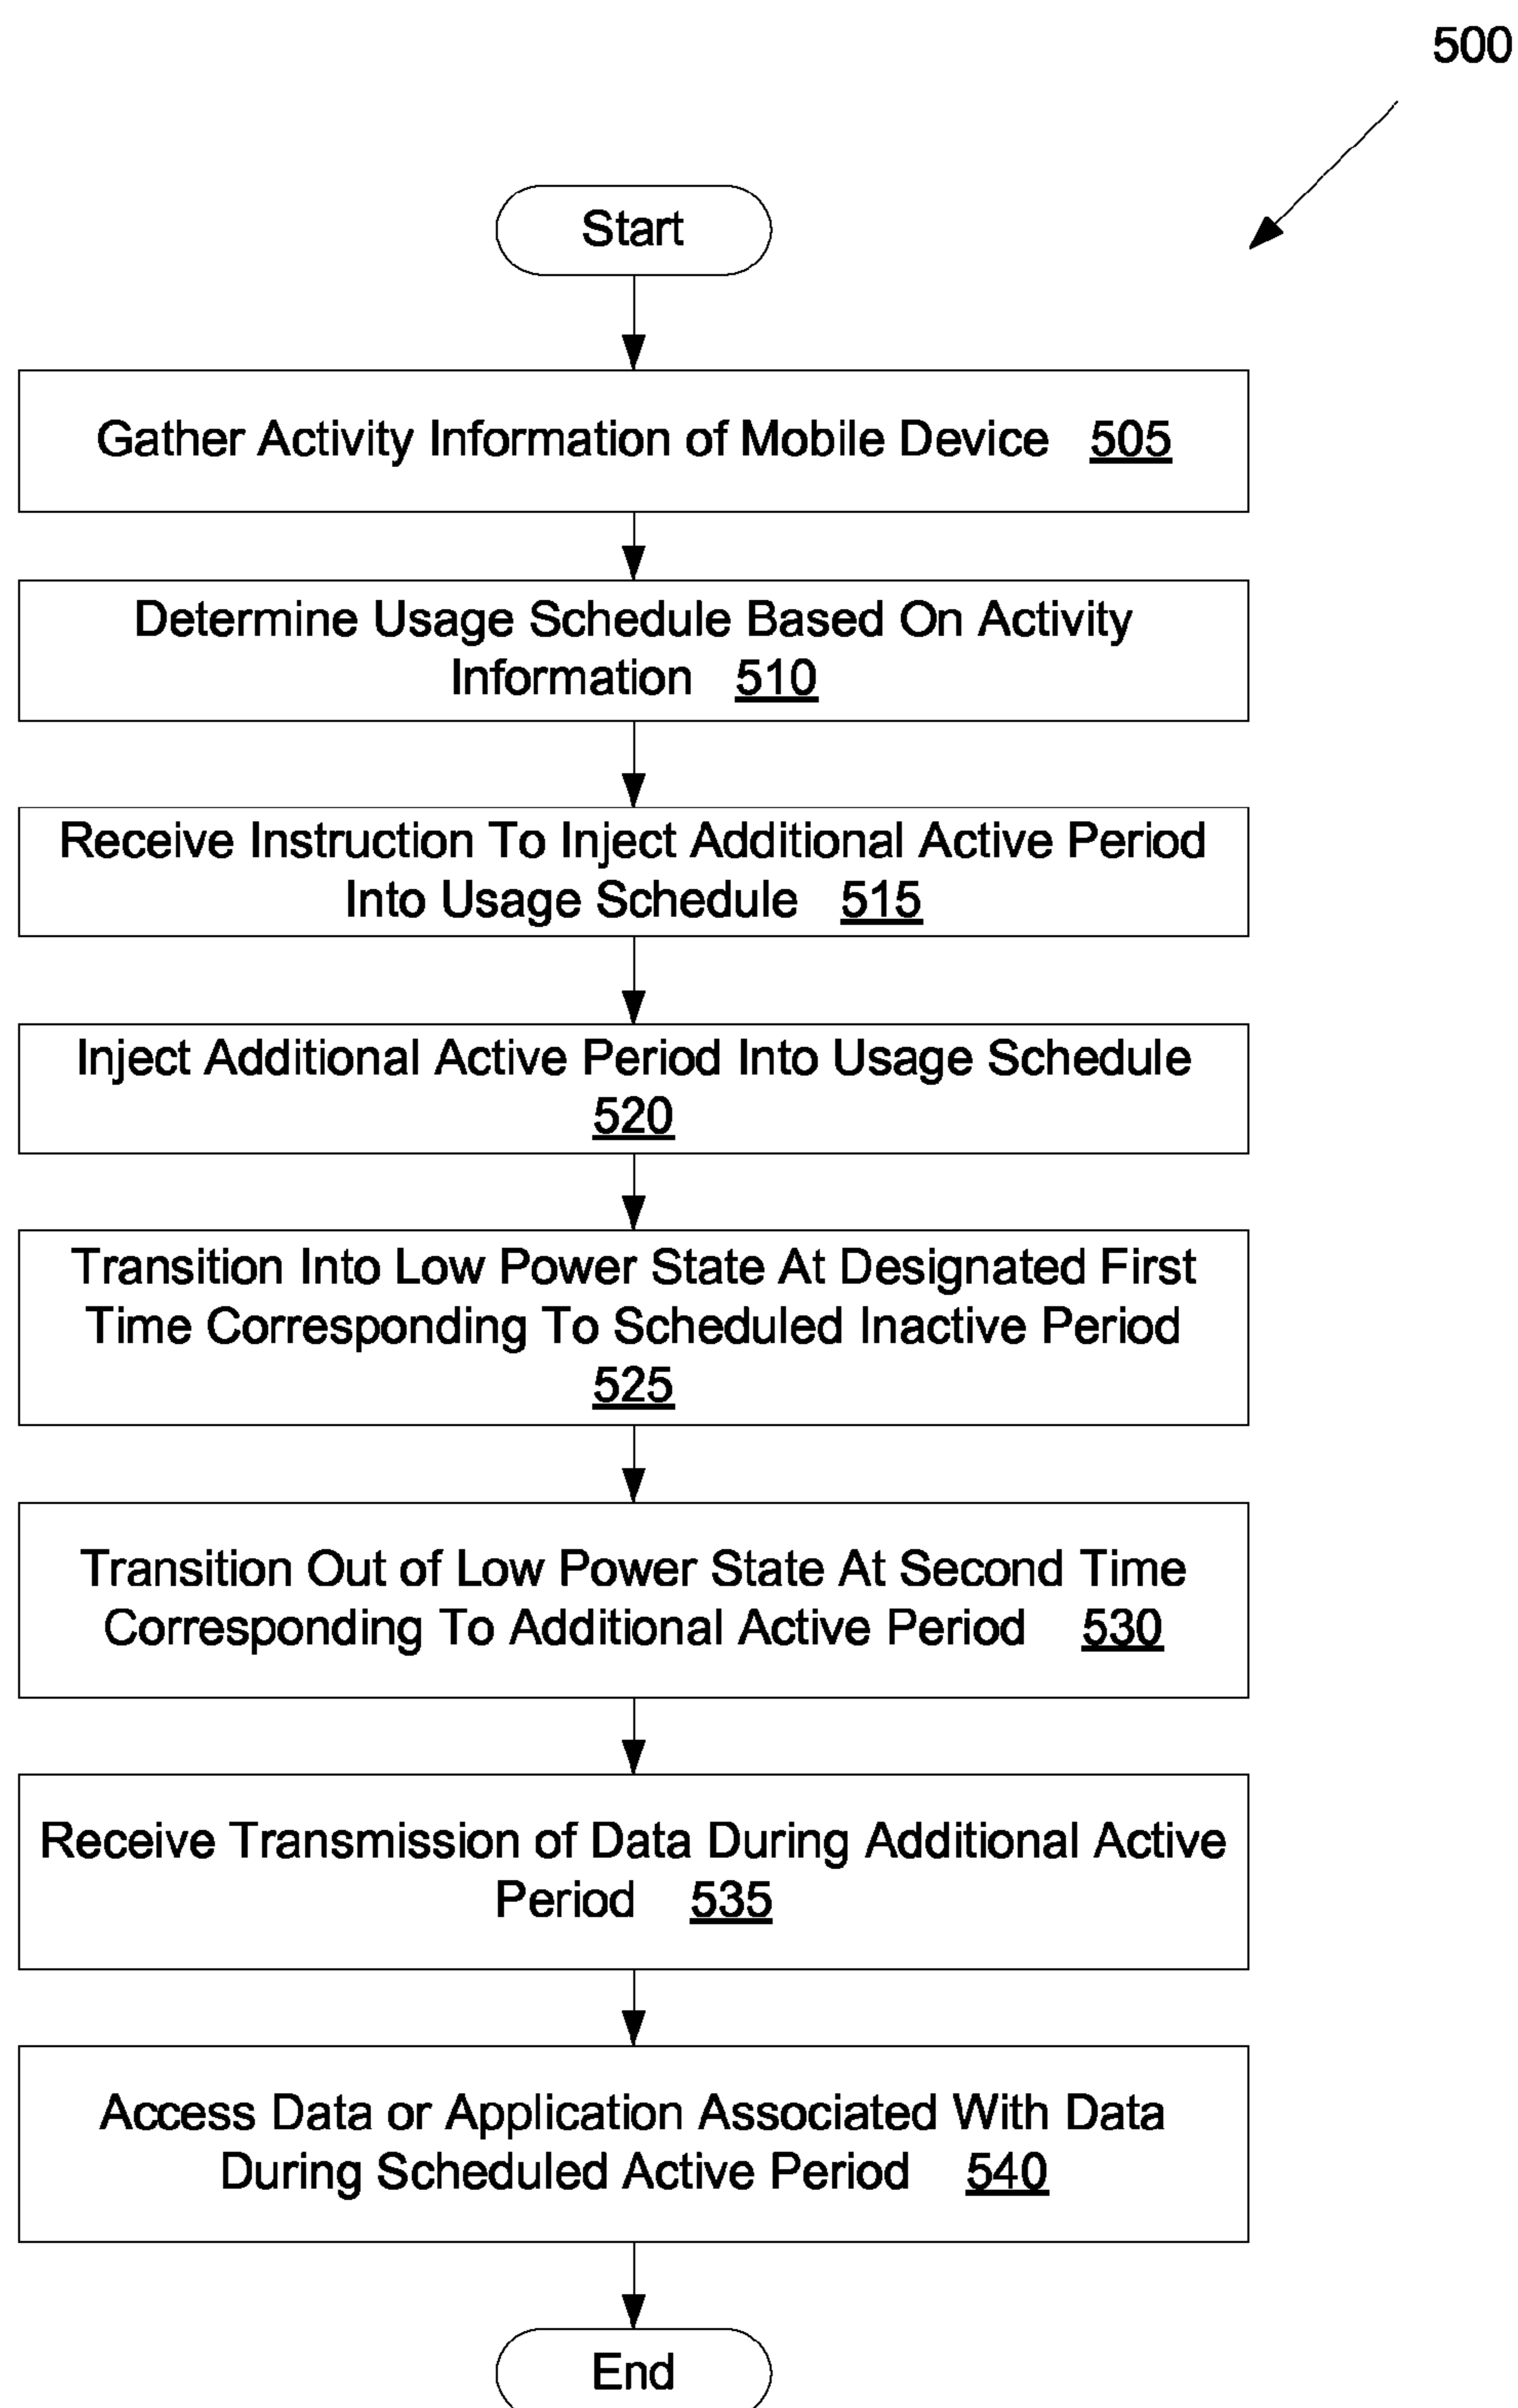 500
Start
Gather Activity Information of Mobile Device 505
Determine Usage Schedule Based On Activity
Information 510
Receive Instruction To Inject Additional Active Period
Into Usage Schedule 515
Inject Additional Active Period Into Usage Schedule
520
Transition Into Low Power State At Designated First
Time Corresponding To Scheduled Inactive Period
525
Transition Out of Low Power State At Second Time
Corresponding To Additional Active Period 530
Receive Transmission of Data During Additional Active
Period 535
Access Data or Application Associated With Data
During Scheduled Active Period 540
End